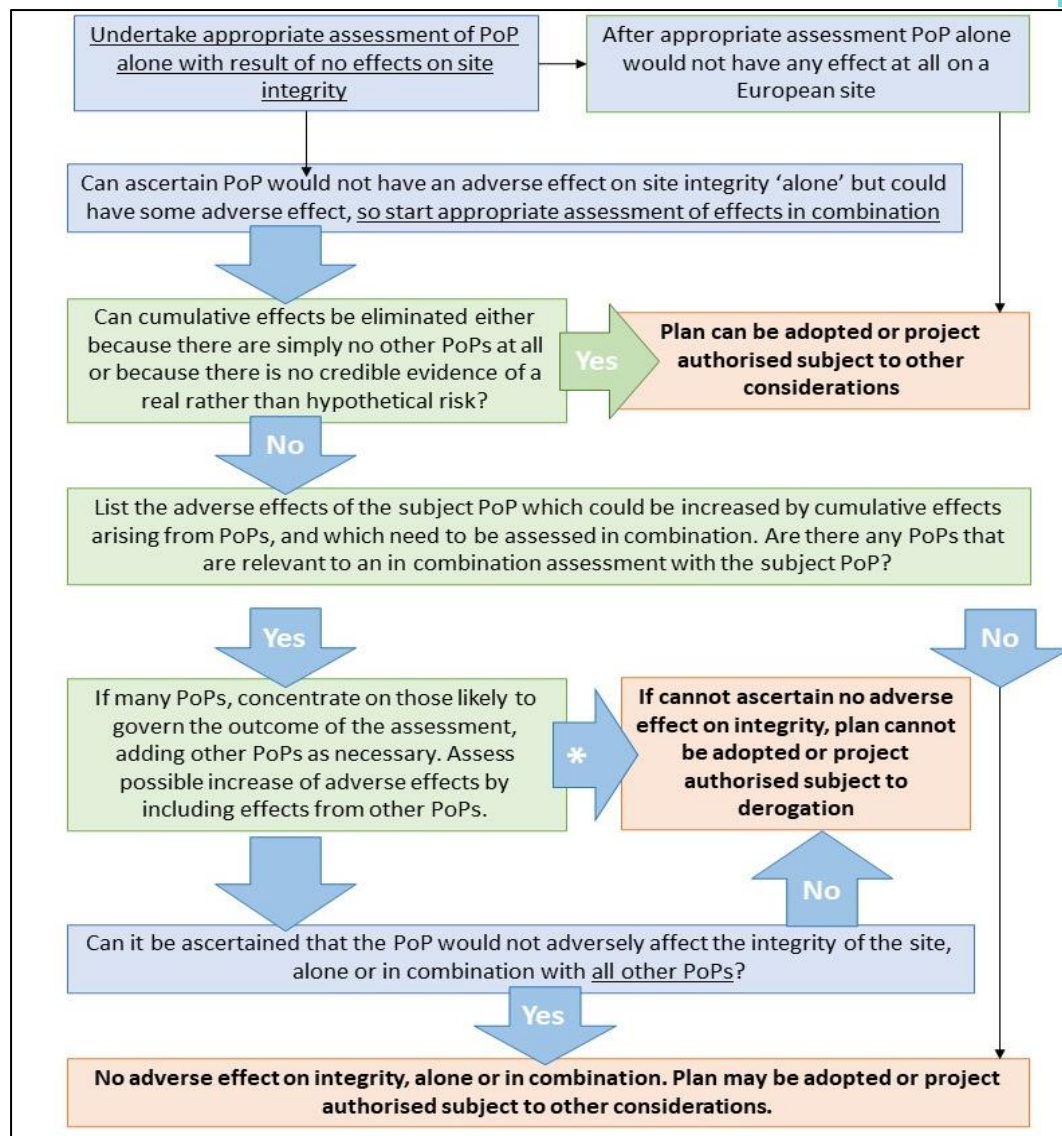 Undertake appropriate assessment of PoP
alone with result of no effects on site
integrity
After appropriate assessment PoP alone
would not have any effect at all on a
European site
Can ascertain PoP would not have an adverse effect on site integrity ‘alone’ but could
have some adverse effect, so start appropriate assessment of effects in combination
Can cumulative effects be eliminated either
because there are simply no other PoPs at all
or because there is no credible evidence of a
real rather than hypothetical risk?
Yes
Plan can be adopted or project
authorised subject to other
considerations
No
List the adverse effects of the subject PoP which could be increased by cumulative effects
arising from PoPs, and which need to be assessed in combination. Are there any PoPs that
are relevant to an in combination assessment with the subject PoP?
Yes
No
If many PoPs, concentrate on those likely to
govern the outcome of the assessment,
adding other PoPs as necessary. Assess
possible increase of adverse effects by
including effects from other PoPs.
*
If cannot ascertain no adverse
effect on integrity, plan cannot
be adopted or project
authorised subject to
derogation
No
Can it be ascertained that the PoP would not adversely affect the integrity of the site,
alone or in combination with all other PoPs?
Yes
No adverse effect on integrity, alone or in combination. Plan may be adopted or project
authorised subject to other considerations.